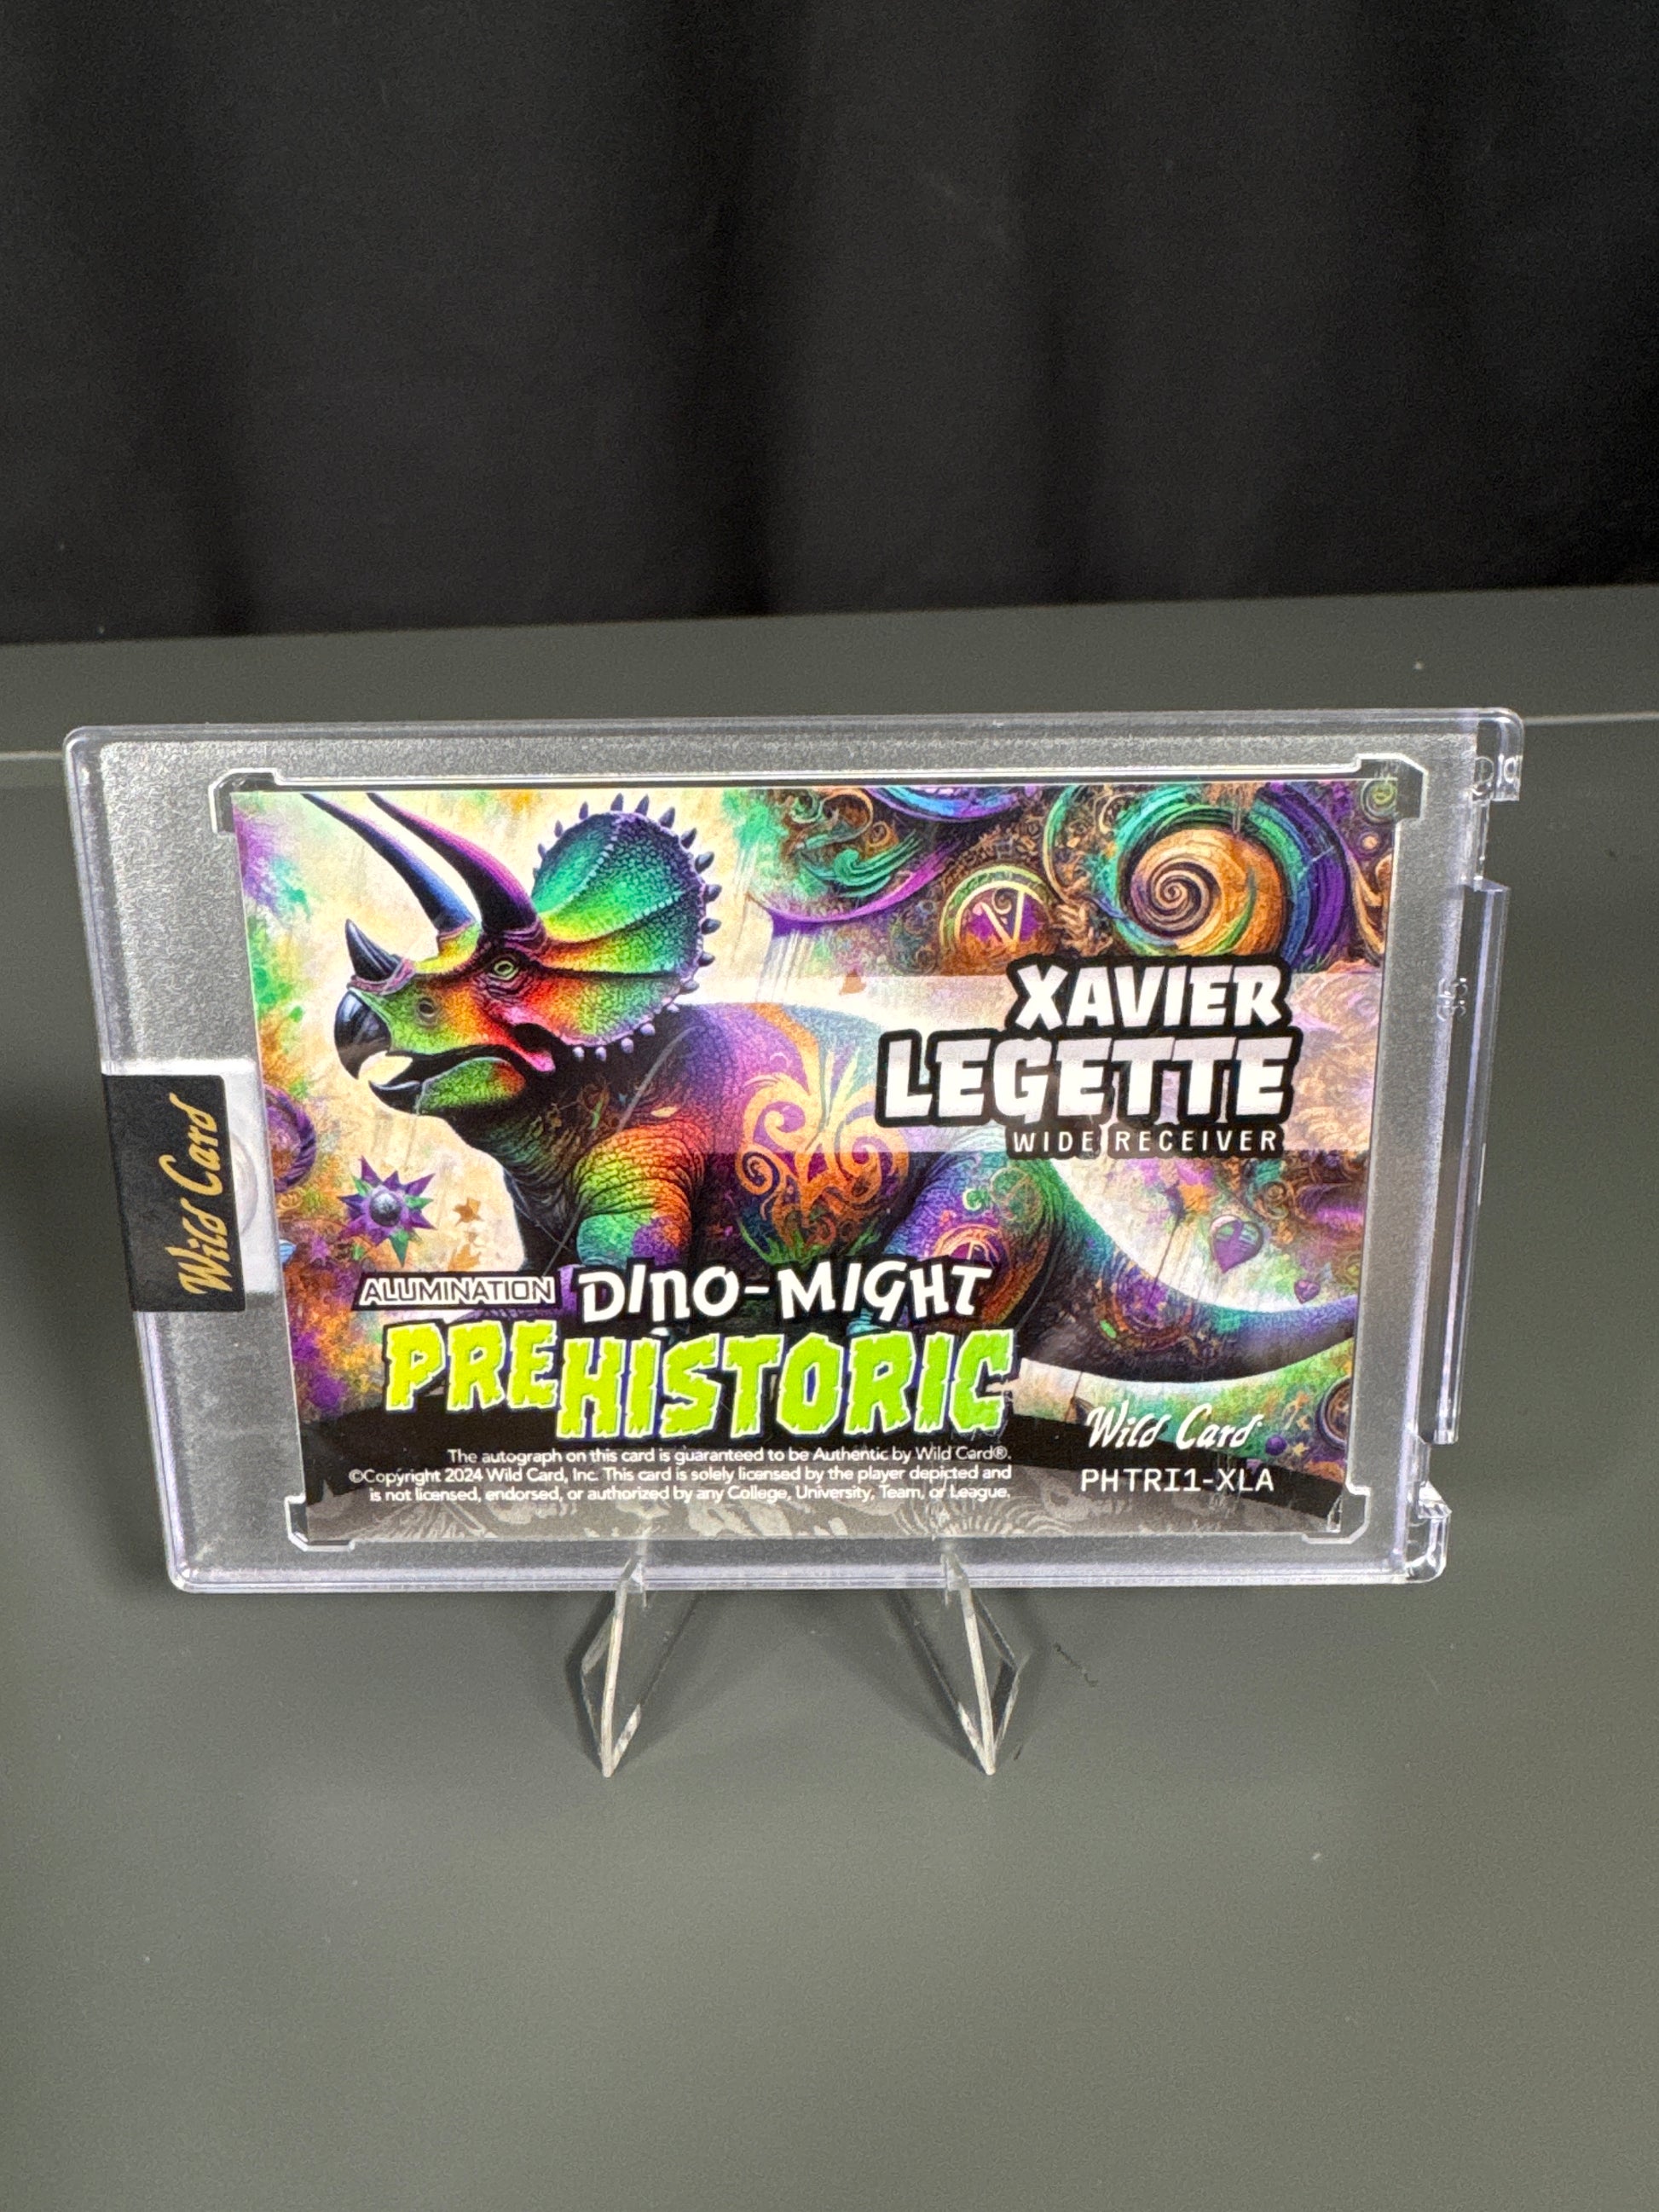 XAVIER
LEGETTE
WIDE RECEIVER
Wild Card
ALUMINATION DINO-MIGHT
PREHISTORIC
The autograph on this card is guaranteed to be Authentic by Wild Card®.
©Copyright 2024 Wild Card, Inc. This card is solely licensed by the player depicted and
is not licensed, endorsed, or authorized by any College, University, Team, or League.
Wild Card
PHTRI1-XLA